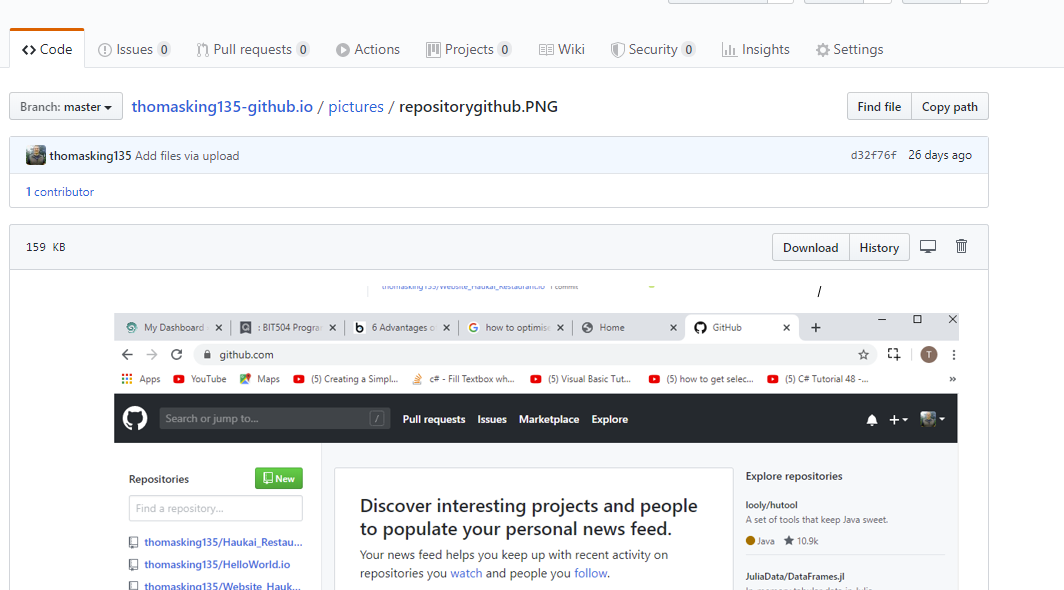 Code Issues 0 Pull requests 0 Actions Projects 0 Wiki Security 0 Insights Settings
Branch: master thomasking135-github.io / pictures / repositorygithub.PNG Find file Copy path
thomasking135 Add files via upload d32f76f 26 days ago
1 contributor
159 KB Download History
thomasking135/Website_Haukai_Restaurant.io 1 commit /
My Dashboard : BIT504 Progra 6 Advantages o how to optimis Home GitHub
github.com T
Apps YouTube Maps (5) Creating a Simpl... c# - Fill Textbox wh... (5) Visual Basic Tut... (5) how to get selec... (5) C# Tutorial 48 -... »
Search or jump to... / Pull requests Issues Marketplace Explore
Repositories New
Find a repository...
thomasking135/Haukai_Restau...
thomasking135/HelloWorld.io
thomasking135/Website_Hauk...
Discover interesting projects and people
to populate your personal news feed.
Your news feed helps you keep up with recent activity on
repositories you watch and people you follow.
Explore repositories
looly/hutool
A set of tools that keep Java sweet.
Java 10.9k
JuliaData/DataFrames.jl